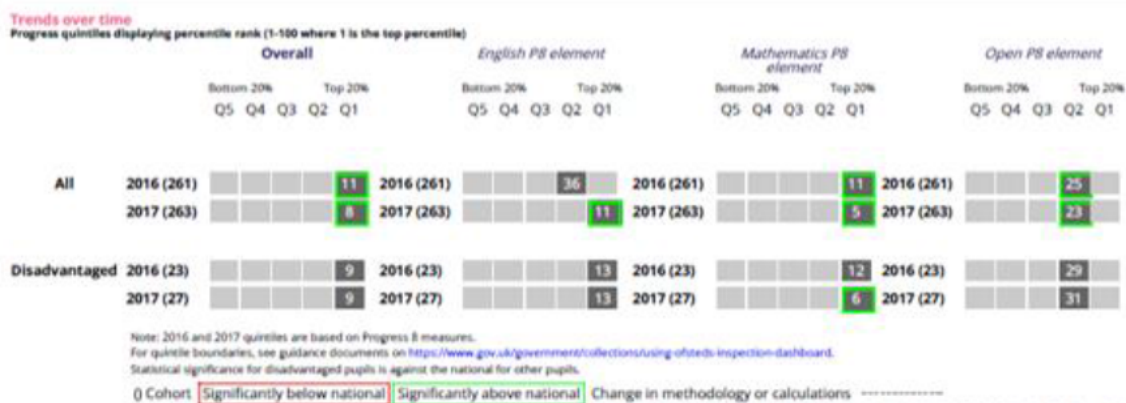 Trends over time
Progress quintiles displaying percentile rank (1-100 where 1 is the top percentile)
Overall English P8 element Mathematics P8 element Open P8 element
Bottom 20% Top 20% Bottom 20% Top 20% Bottom 20% Top 20% Bottom 20% Top 20%
Q5 Q4 Q3 Q2 Q1 Q5 Q4 Q3 Q2 Q1 Q5 Q4 Q3 Q2 Q1 Q5 Q4 Q3 Q2 Q1
All 2016 (261) 11 2016 (261) 36 2016 (261) 11 2016 (261) 25
2017 (263) 8 2017 (263) 11 2017 (263) 5 2017 (263) 23
Disadvantaged 2016 (23) 9 2016 (23) 13 2016 (23) 12 2016 (23) 29
2017 (27) 9 2017 (27) 13 2017 (27) 6 2017 (27) 31
Note: 2016 and 2017 quintiles are based on Progress 8 measures.
For quintile boundaries, see guidance documents on https://www.gov.uk/government/collections/using-ofsteds-inspection-dashboard.
Statistical significance for disadvantaged pupils is against the national for other pupils.
() Cohort Significantly below national Significantly above national Change in methodology or calculations